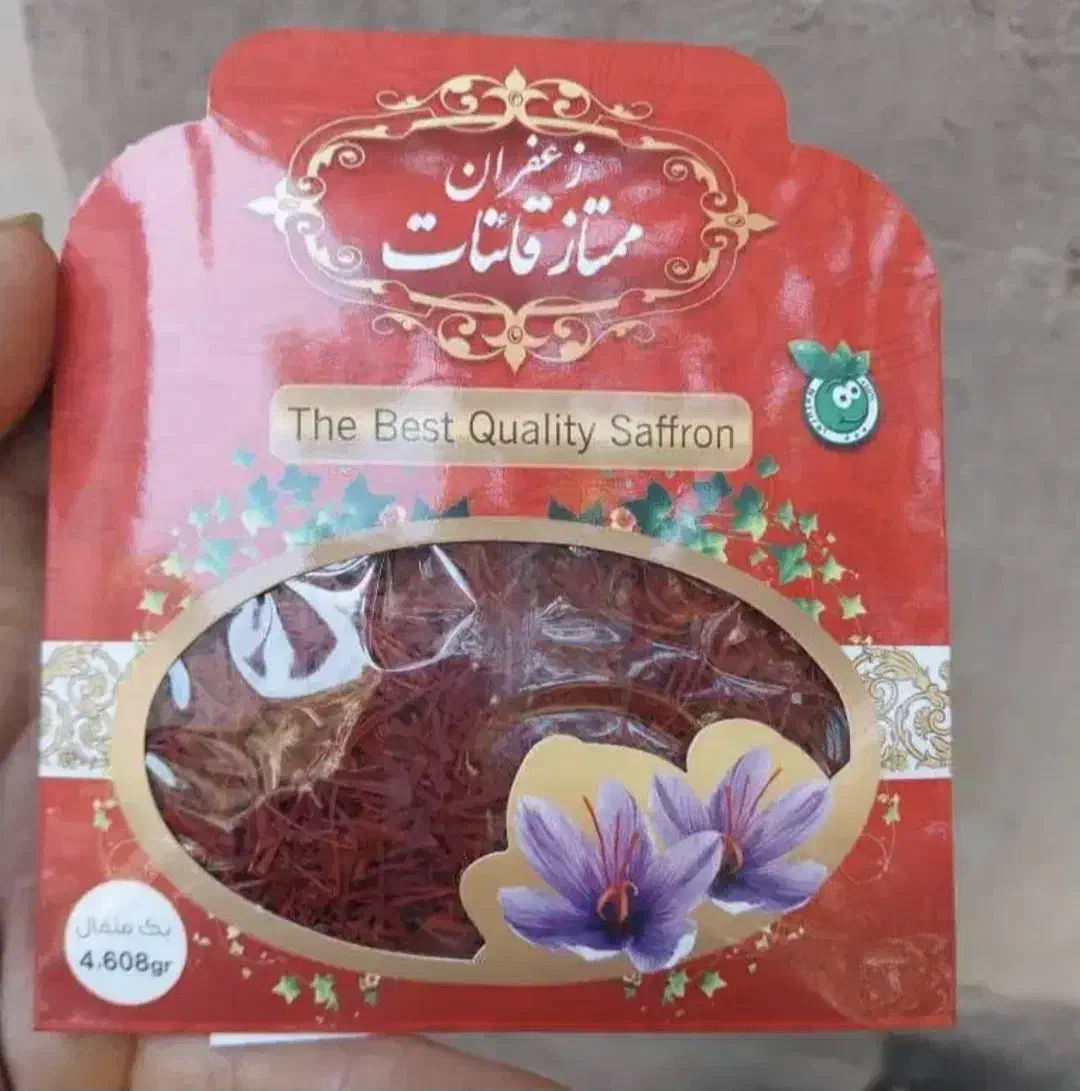 زعفران
ممتاز قائنات
The Best Quality Saffron
یک مثقال
4.608gr